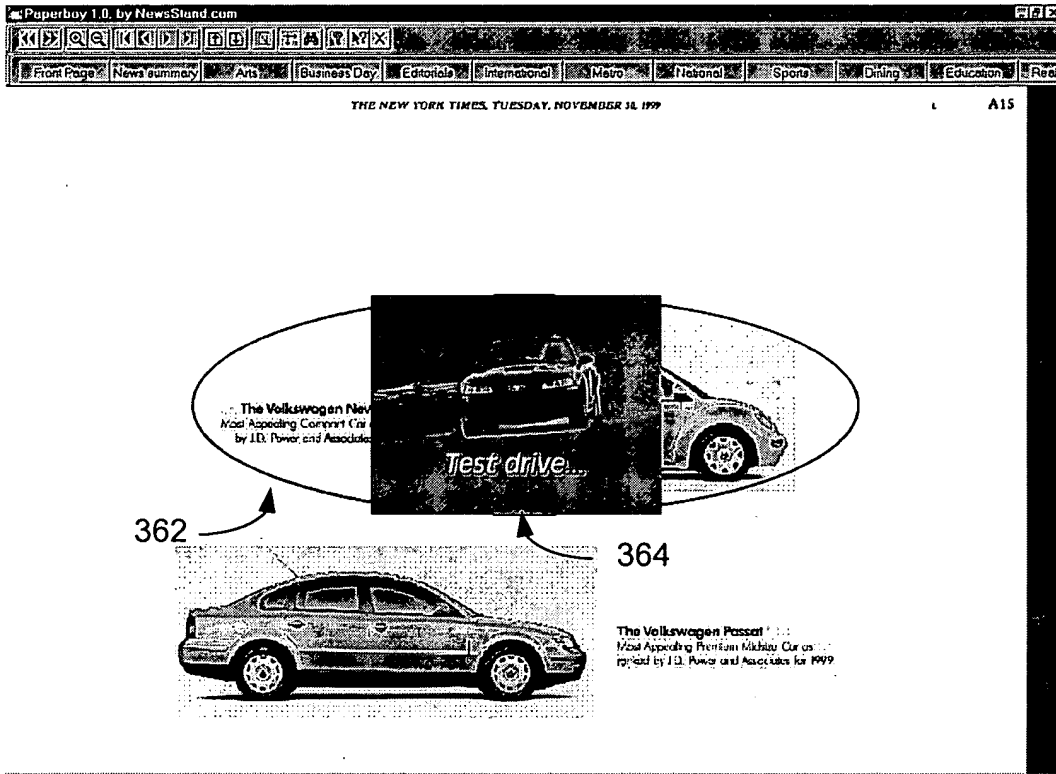 Paperboy 1.0, by NewsStand.com
Front Page News summary Arts Business Day Editorials International Metro National Sports Dining Education Rea
THE NEW YORK TIMES, TUESDAY, NOVEMBER 30, 1999 L A15
The Volkswagen New
Most Appealing Compact Car
by J.D. Power and Associates
Test drive...
362
364
The Volkswagen Passat
Most Appealing Premium Midsize Car as
ranked by J.D. Power and Associates for 1999